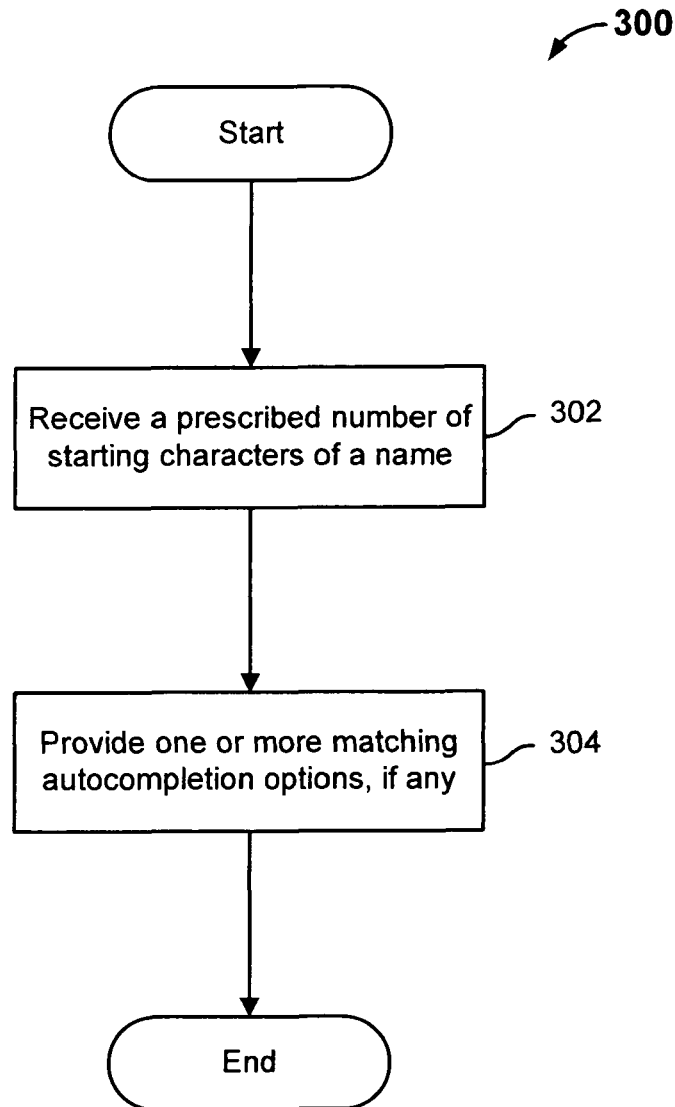 300
Start
Receive a prescribed number of
starting characters of a name
302
Provide one or more matching
autocompletion options, if any
304
End